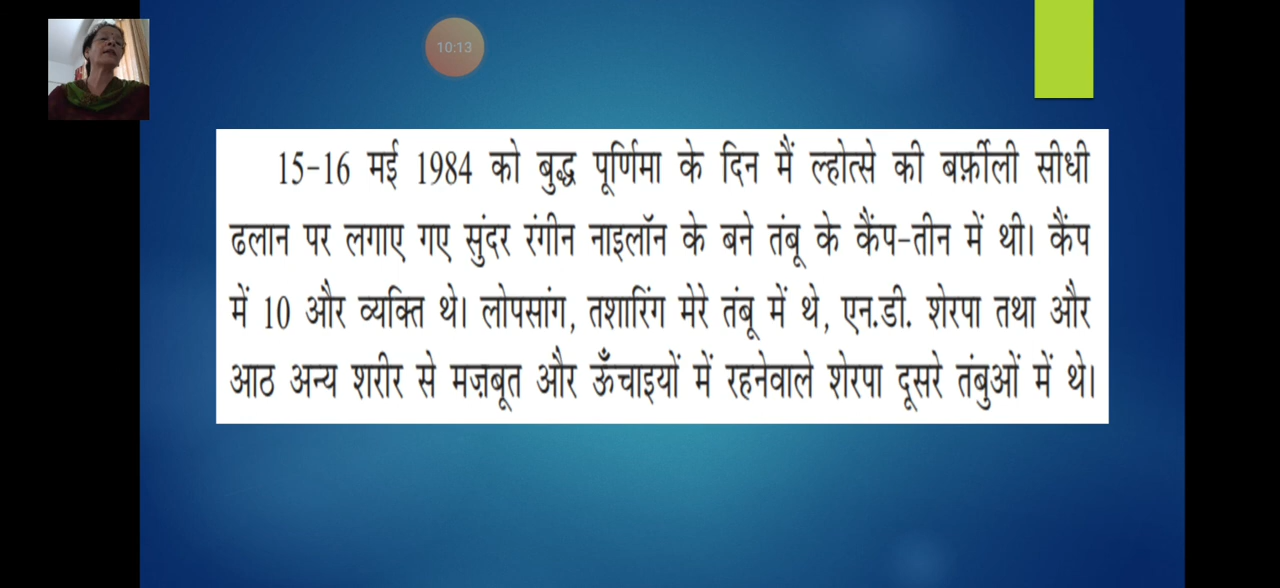 10:13
15-16 मई 1984 को बुद्ध पूर्णिमा के दिन मैं ल्होत्से की बर्फ़ीली सीधी
ढलान पर लगाए गए सुंदर रंगीन नाइलॉन के बने तंबू के कैंप-तीन में थी। कैंप
में 10 और व्यक्ति थे। लोपसांग, तशारिंग मेरे तंबू में थे, एन.डी. शेरपा तथा और
आठ अन्य शरीर से मज़बूत और ऊँचाइयों में रहनेवाले शेरपा दूसरे तंबुओं में थे।